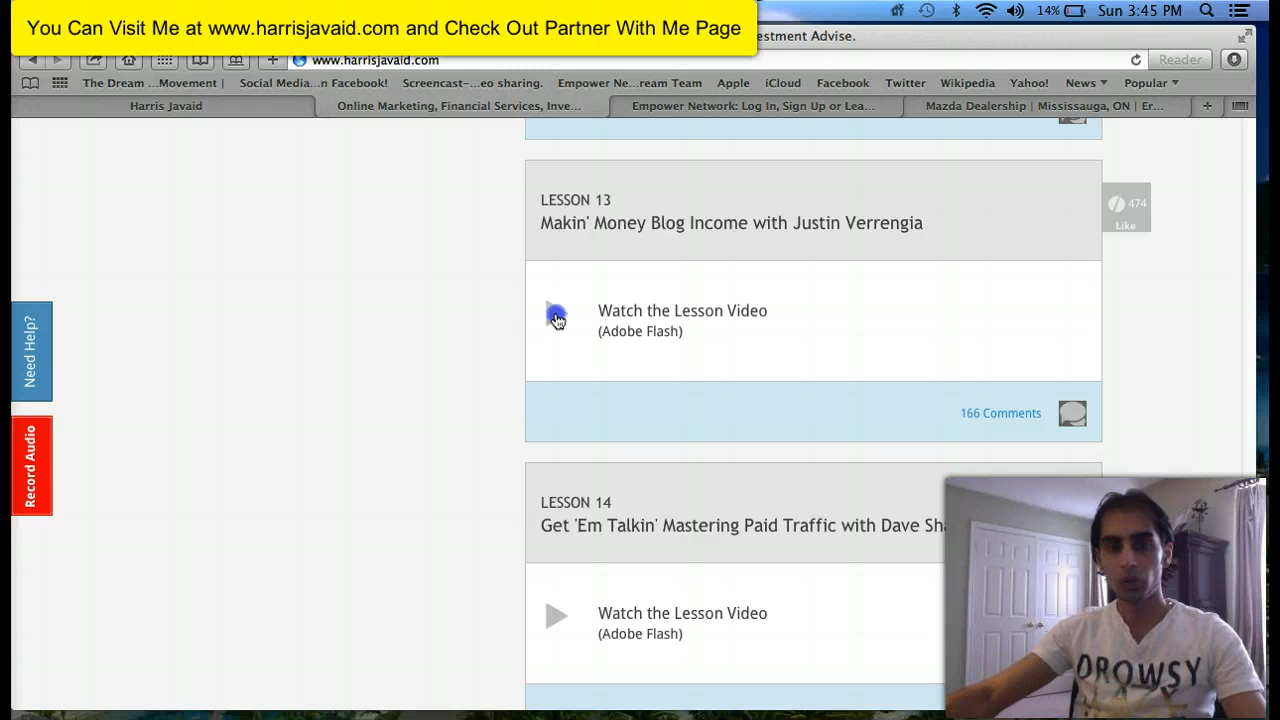 You Can Visit Me at www.harrisjavaid.com and Check Out Partner With Me Page
14%
Sun 3:45 PM
estment Advise.
www.harrisjavaid.com
Reader
The Dream ...Movement
Social Media...n Facebook!
Screencast-...eo sharing.
Empower Ne...ream Team
Apple
iCloud
Facebook
Twitter
Wikipedia
Yahoo!
News
Popular
Harris Javaid
Online Marketing, Financial Services, Inve...
Empower Network: Log In, Sign Up or Lea...
Mazda Dealership | Mississauga, ON | Er...
LESSON 13
Makin' Money Blog Income with Justin Verrengia
474
Like
Watch the Lesson Video
(Adobe Flash)
Need Help?
166 Comments
Record Audio
LESSON 14
Get 'Em Talkin' Mastering Paid Traffic with Dave Sha
Watch the Lesson Video
(Adobe Flash)
DROWSY